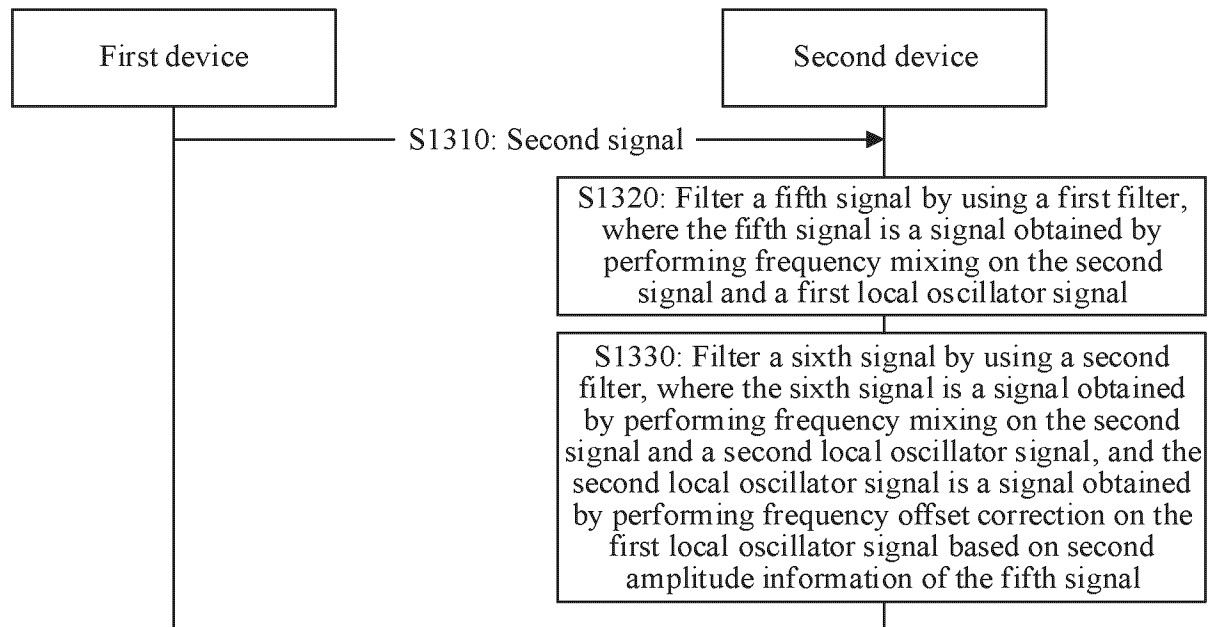 First device
Second device
S1310: Second signal
S1320: Filter a fifth signal by using a first filter,
where the fifth signal is a signal obtained by
performing frequency mixing on the second
signal and a first local oscillator signal
S1330: Filter a sixth signal by using a second
filter, where the sixth signal is a signal obtained
by performing frequency mixing on the second
signal and a second local oscillator signal, and the
second local oscillator signal is a signal obtained
by performing frequency offset correction on the
first local oscillator signal based on second
amplitude information of the fifth signal